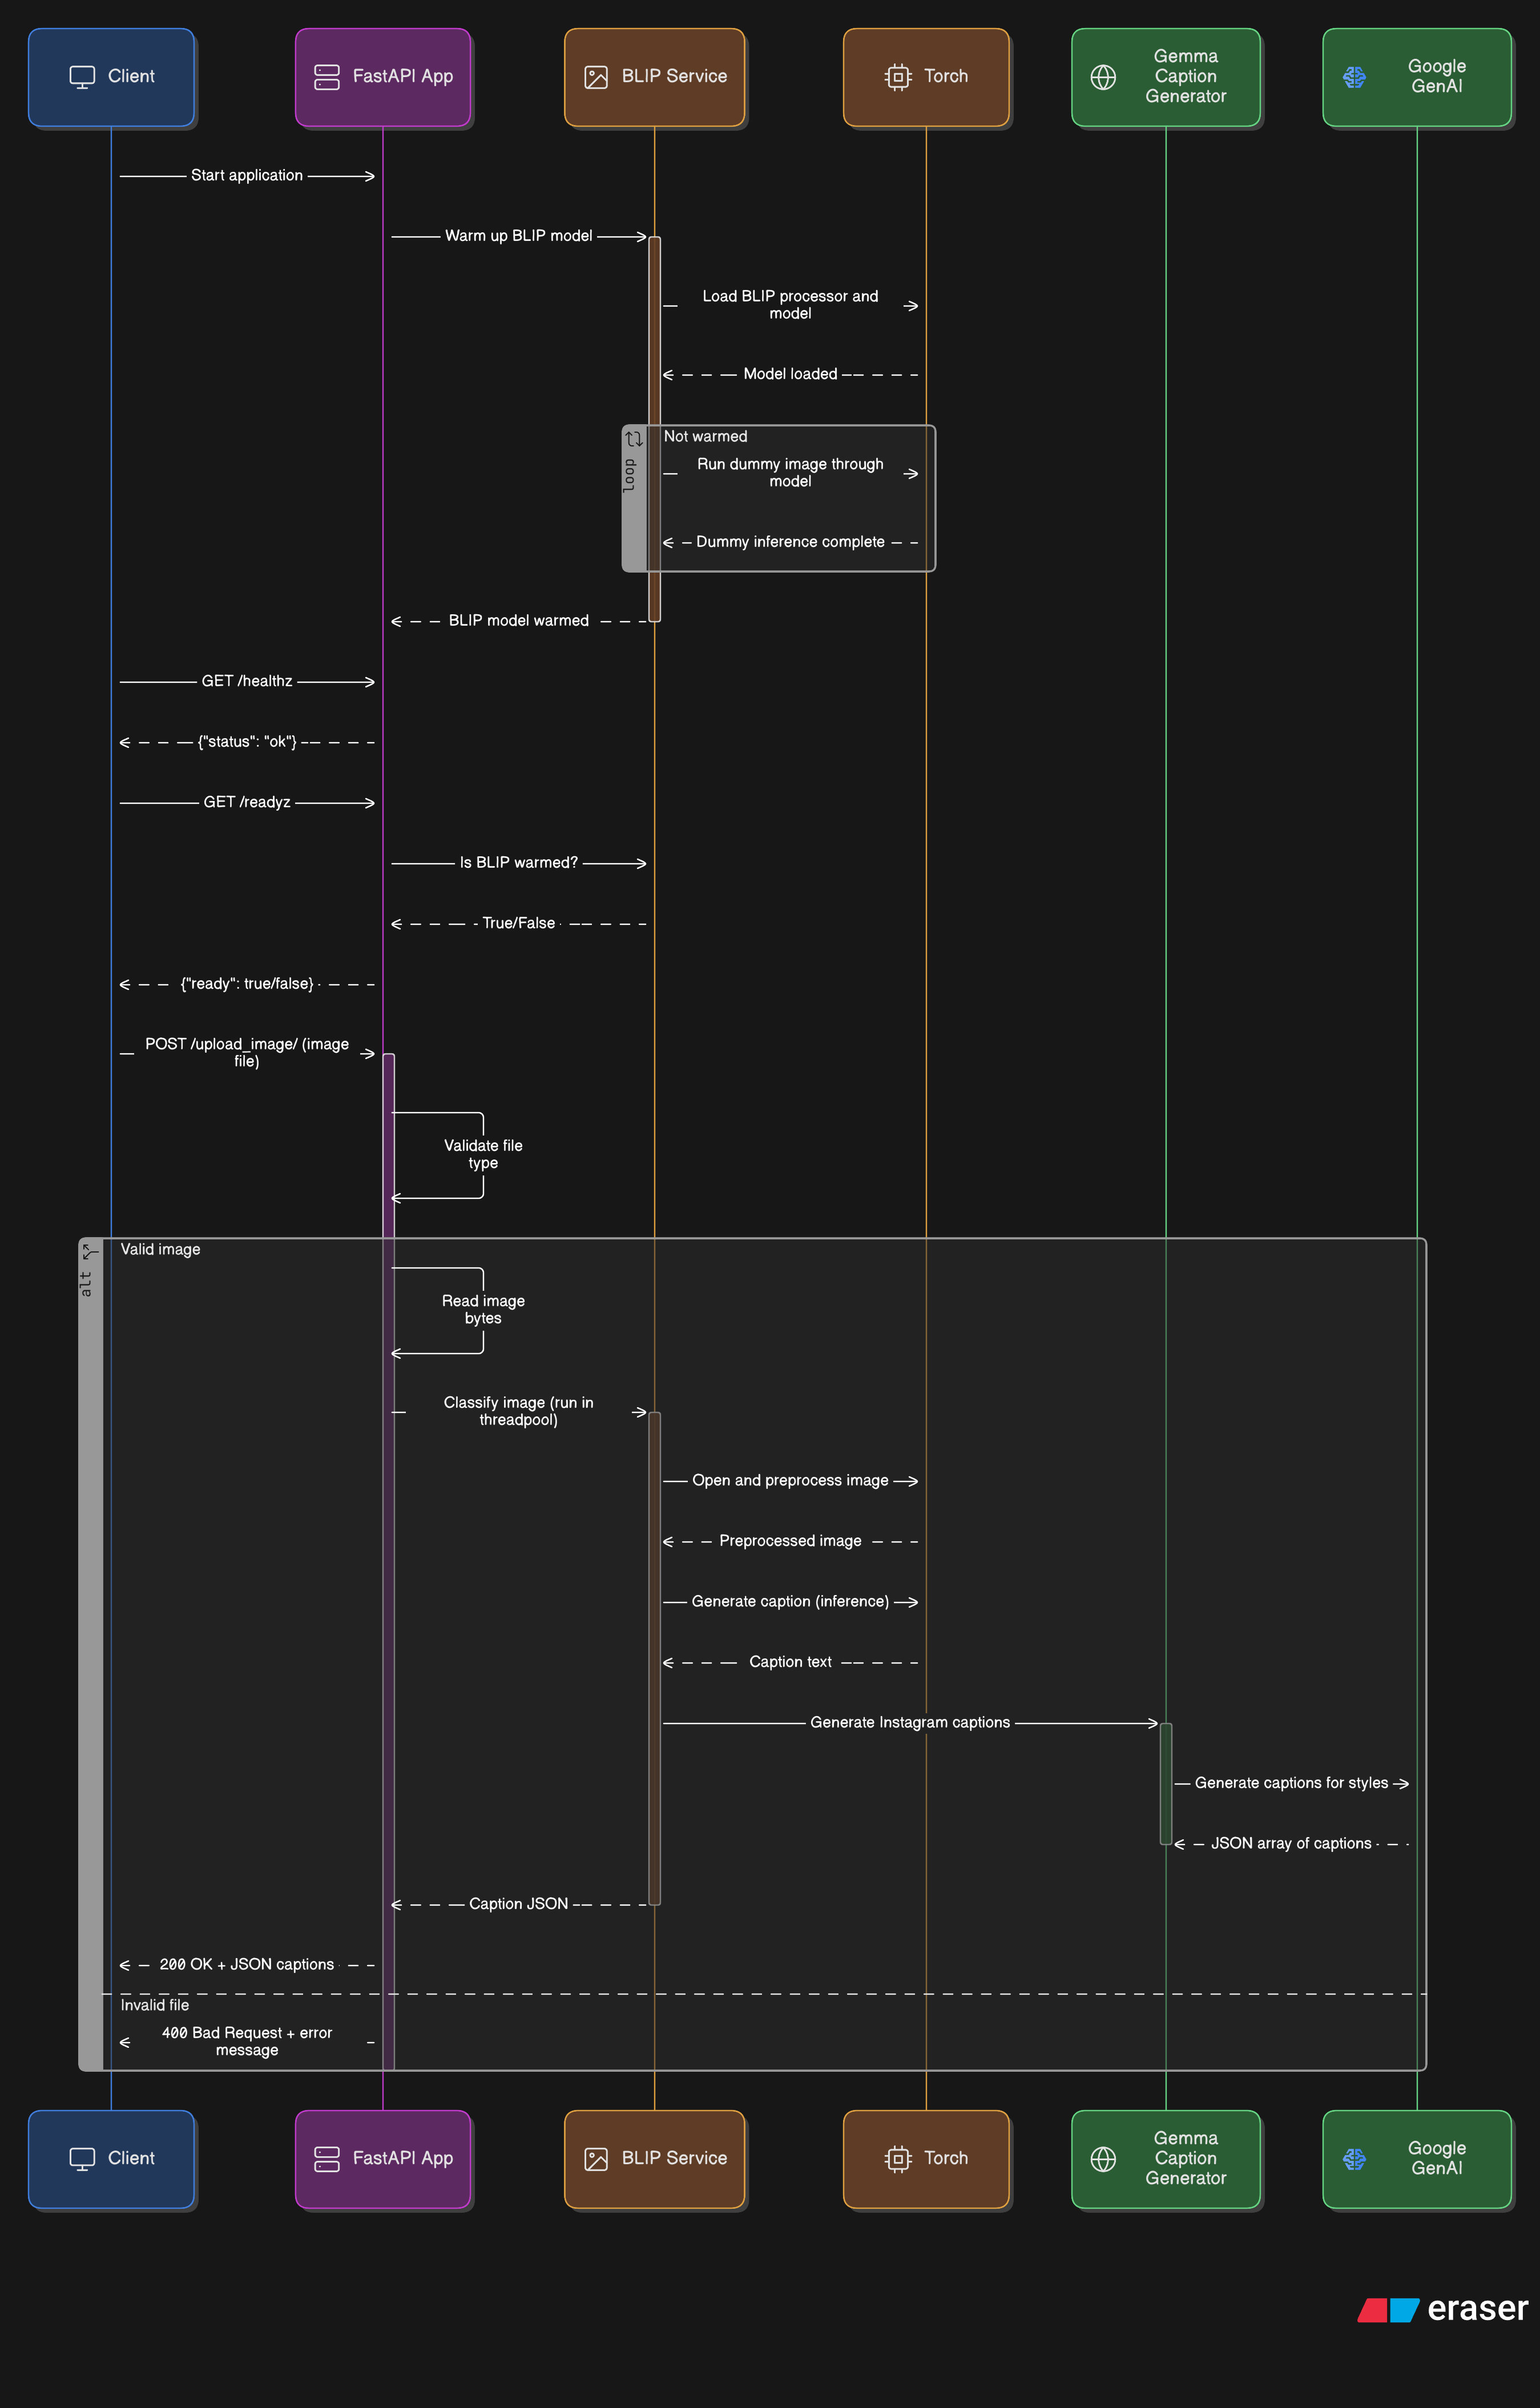 Client
FastAPI App
BLIP Service
Torch
Gemma
Caption
Generator
Google
GenAI
Start application
Warm up BLIP model
Load BLIP processor and
model
Model loaded
loop
Not warmed
Run dummy image through
model
Dummy inference complete
BLIP model warmed
GET /healthz
{"status": "ok"}
GET /readyz
Is BLIP warmed?
True/False
{"ready": true/false}
POST /upload_image/ (image
file)
Validate file
type
alt
Valid image
Read image
bytes
Classify image (run in
threadpool)
Open and preprocess image
Preprocessed image
Generate caption (inference)
Caption text
Generate Instagram captions
Generate captions for styles
JSON array of captions
Caption JSON
200 OK + JSON captions
Invalid file
400 Bad Request + error
message
Client
FastAPI App
BLIP Service
Torch
Gemma
Caption
Generator
Google
GenAI
eraser